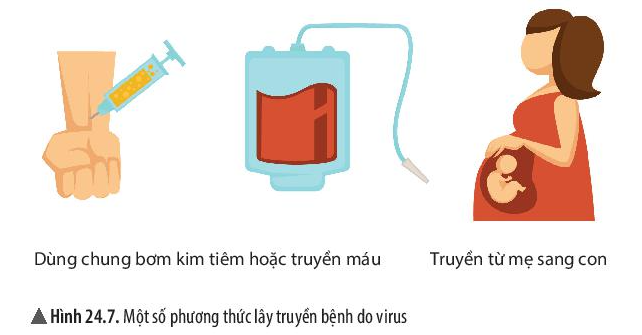 Dùng chung bơm kim tiêm hoặc truyền máu
Truyền từ mẹ sang con
▲ Hình 24.7. Một số phương thức lây truyền bệnh do virus